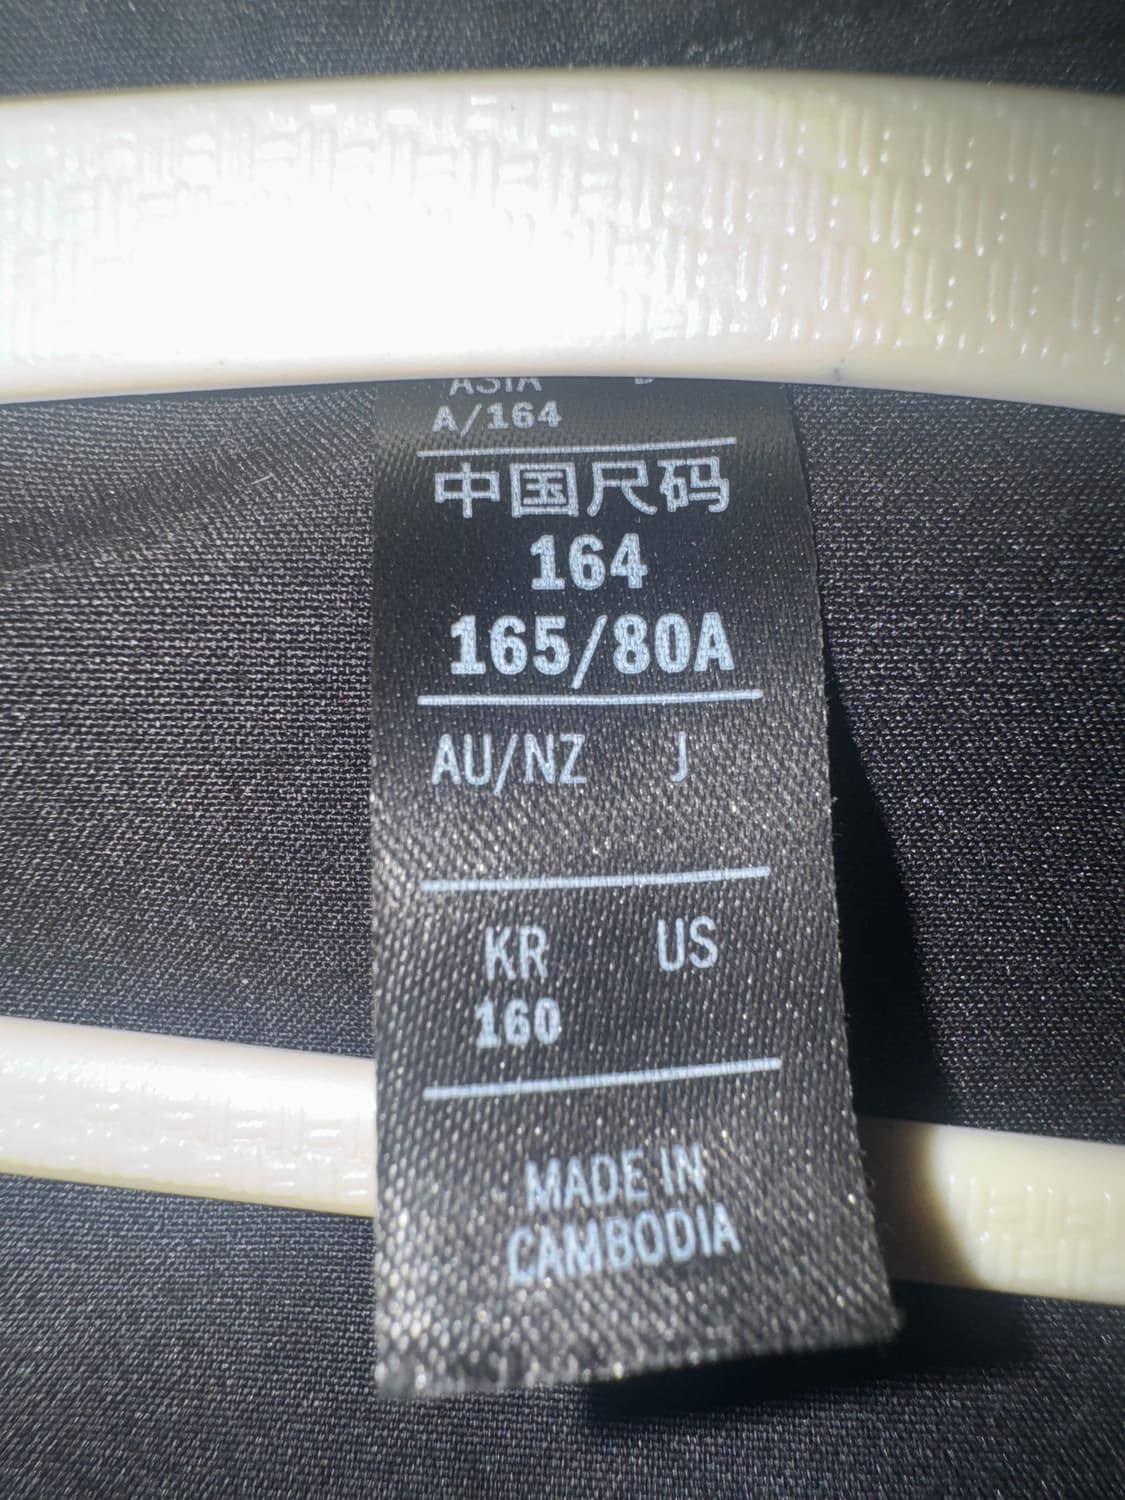 ASIA D
A/164
中国尺码
164
165/80A
AU/NZ J
KR US
160
MADE IN
CAMBODIA